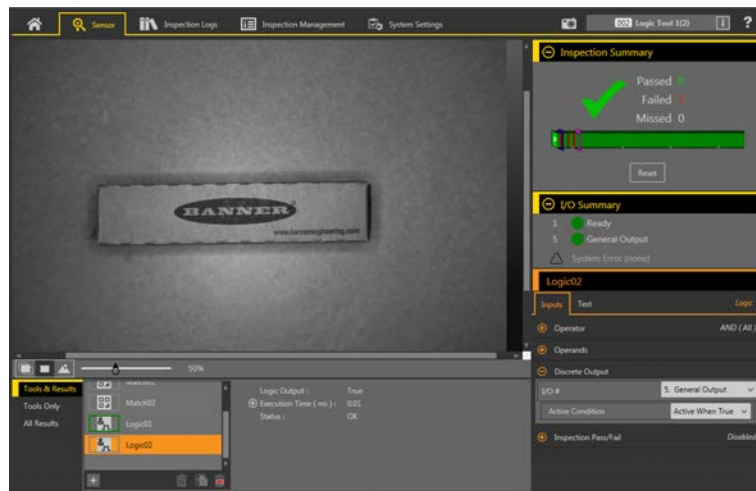 Sensor
Inspection Logs
Inspection Management
System Settings
002 Logic Tool 1(2)
?
Inspection Summary
Passed
Failed
Missed 0
Reset
I/O Summary
1 Ready
5 General Output
System Error (none)
BANNER
www.bannerengineering.com
Logic02
Inputs Test Logic
Operator AND ( All )
Operands
Discrete Output
I/O # 5. General Output
Active Condition Active When True
Inspection Pass/Fail Disabled
50%
Tools & Results
Tools Only
All Results
Match02
Logic01
Logic02
Logic Output : True
Execution Time ( ms ) : 0.01
Status : OK